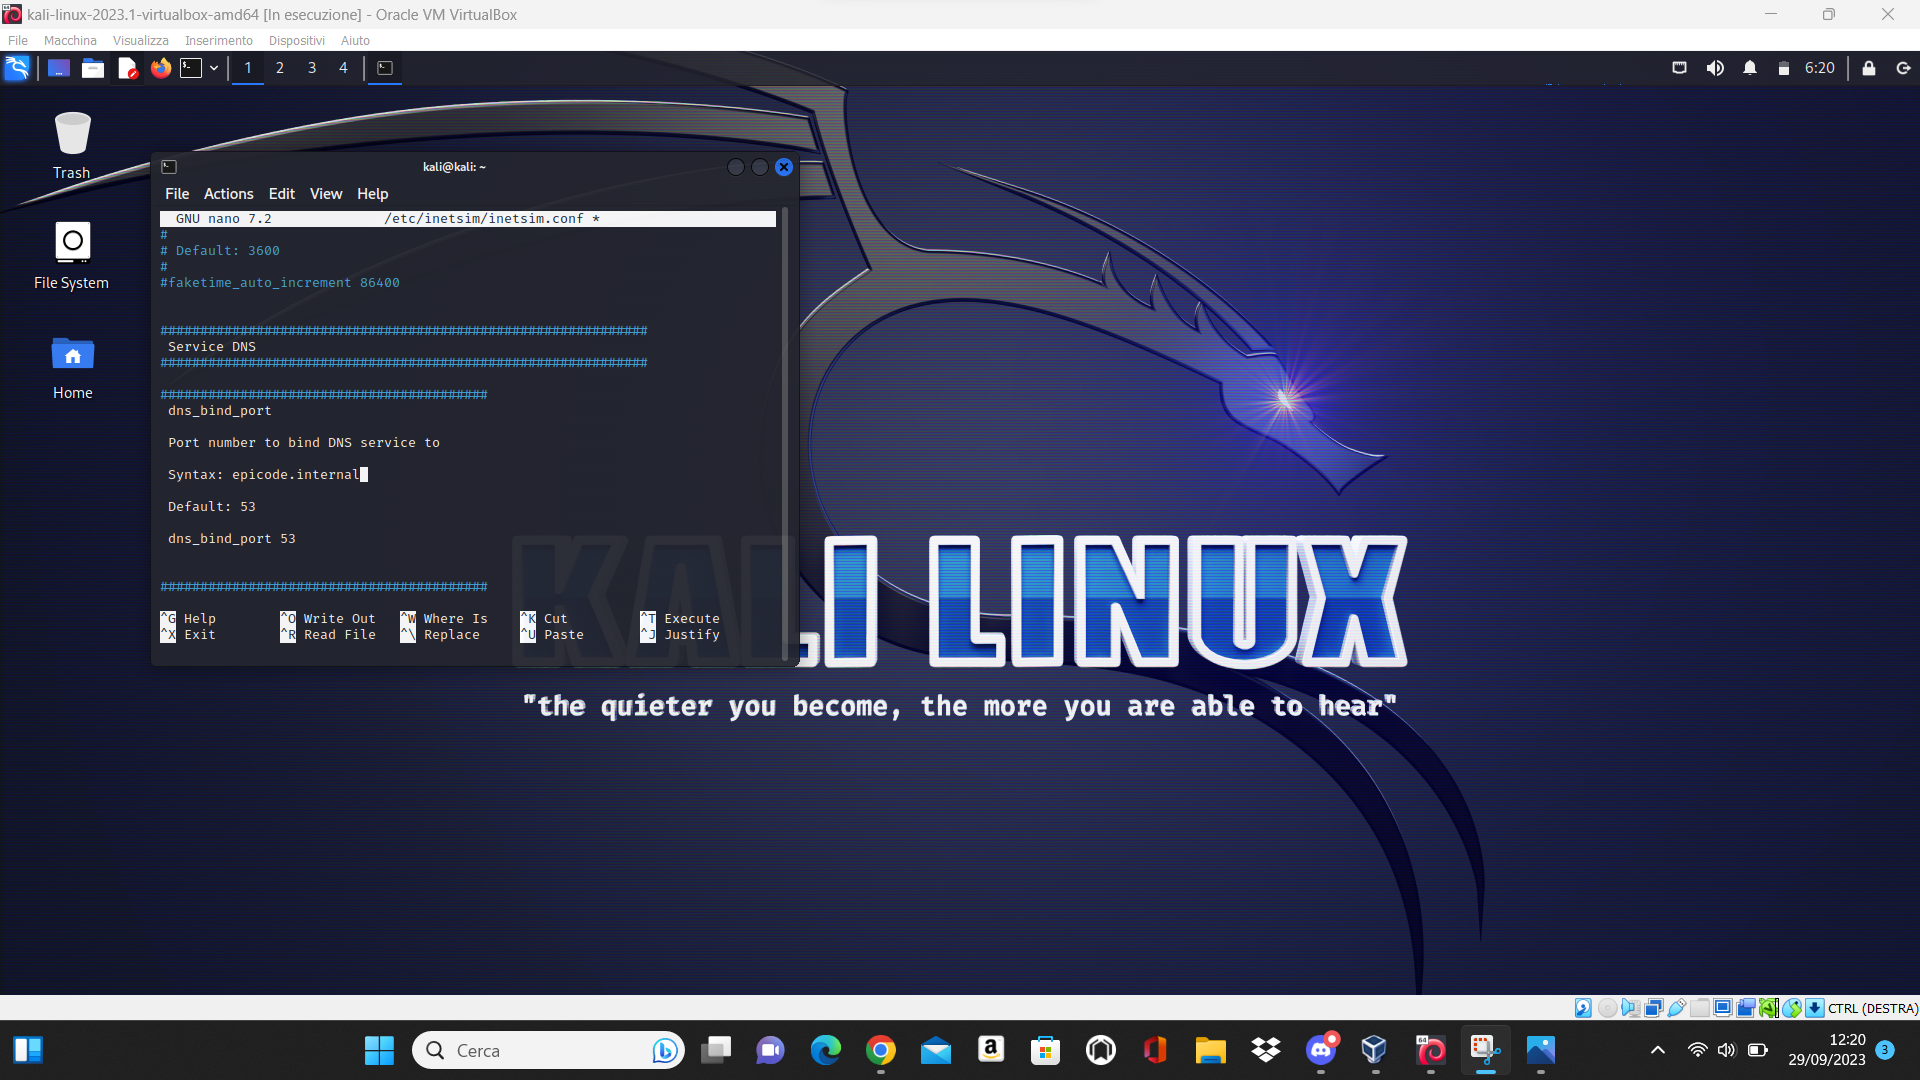 kali-linux-2023.1-virtualbox-amd64 [In esecuzione] - Oracle VM VirtualBox
File Macchina Visualizza Inserimento Dispositivi Aiuto
1 2 3 4
6:20
Trash
File System
Home
kali@kali: ~
File Actions Edit View Help
GNU nano 7.2 /etc/inetsim/inetsim.conf *
#
# Default: 3600
#
#faketime_auto_increment 86400
#############################################################
Service DNS
#############################################################
#########################################
dns_bind_port
Port number to bind DNS service to
Syntax: epicode.internal
Default: 53
dns_bind_port 53
#########################################
^G Help ^O Write Out ^W Where Is ^K Cut ^T Execute
^X Exit ^R Read File ^\ Replace ^U Paste ^J Justify
KALI LINUX
"the quieter you become, the more you are able to hear"
CTRL (DESTRA)
Cerca
12:20
29/09/2023
3